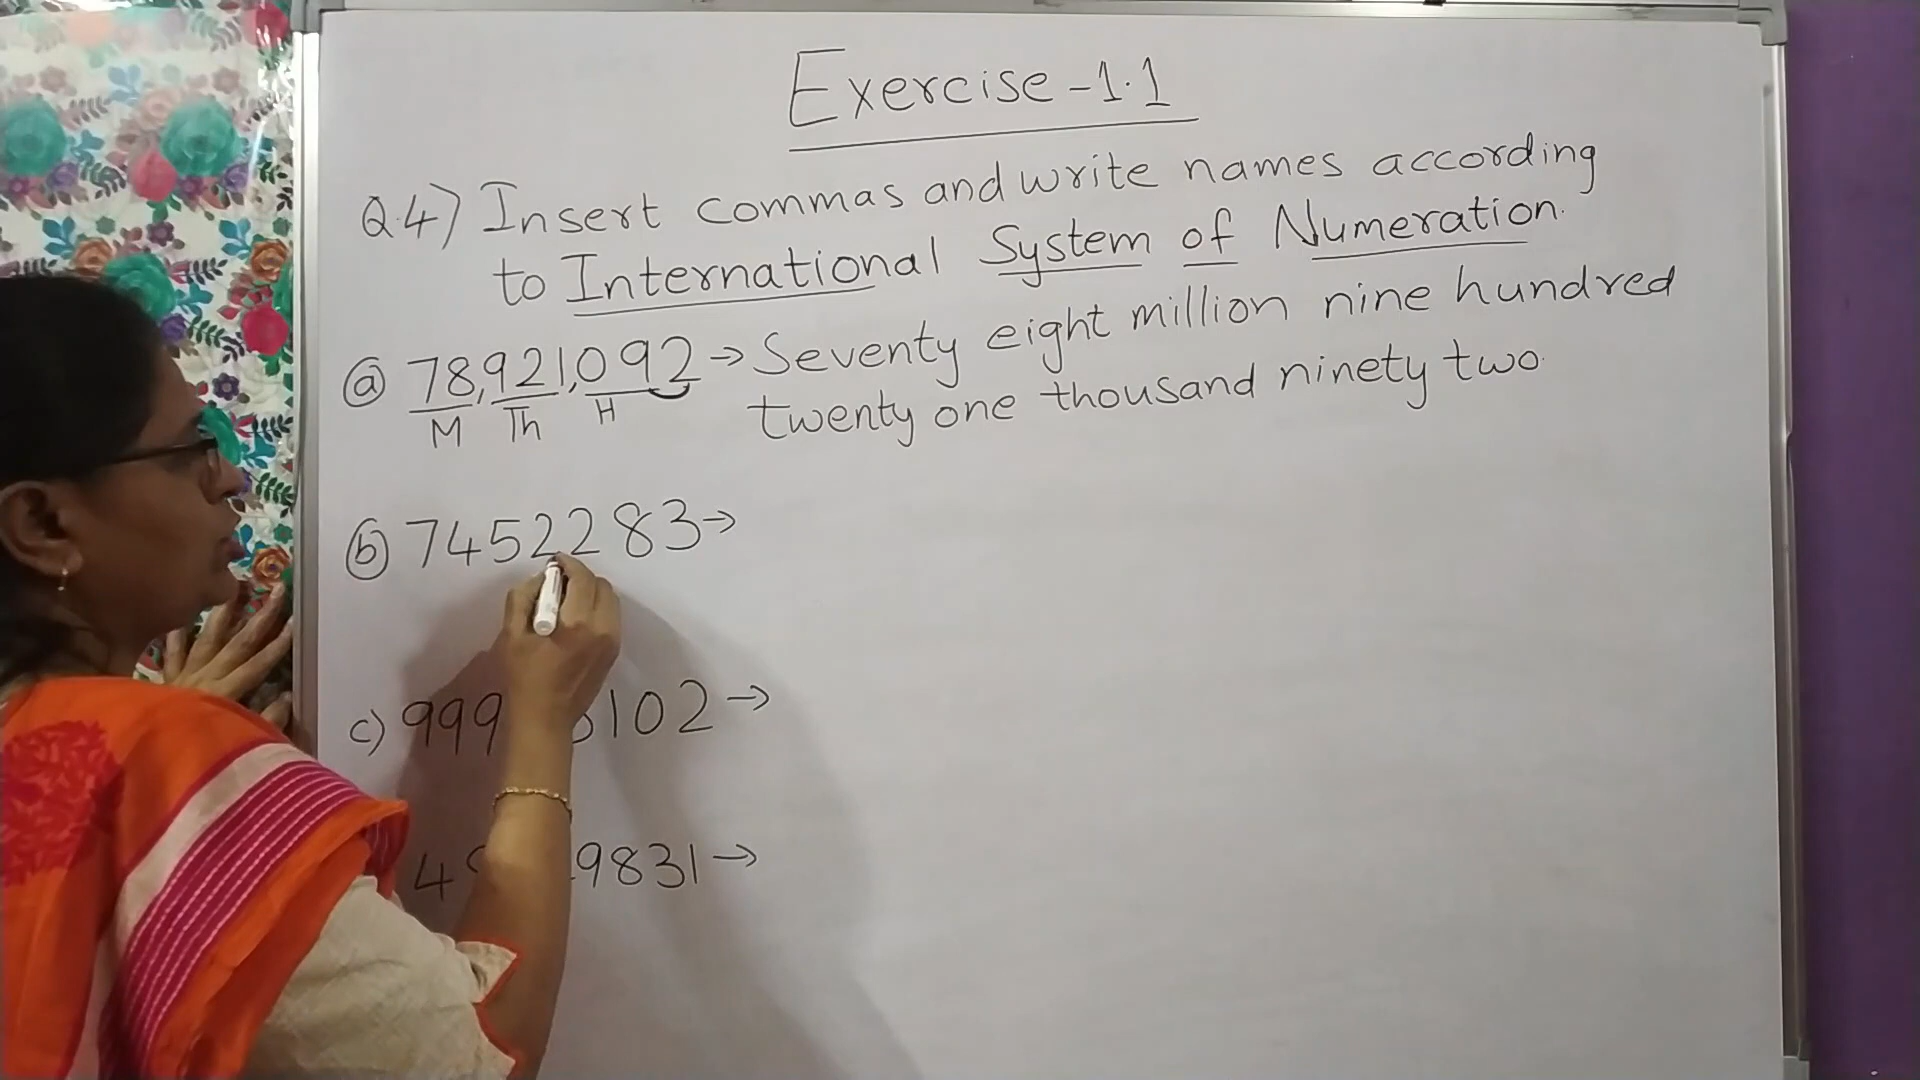 Exercise-1.1
Q.4) Insert commas and write names according
to International System of Numeration.
ⓐ 78,921,092→Seventy eight million nine hundred
M Th H twenty one thousand ninety two.
ⓑ 7452283→
c) 999 102→
4 9831→